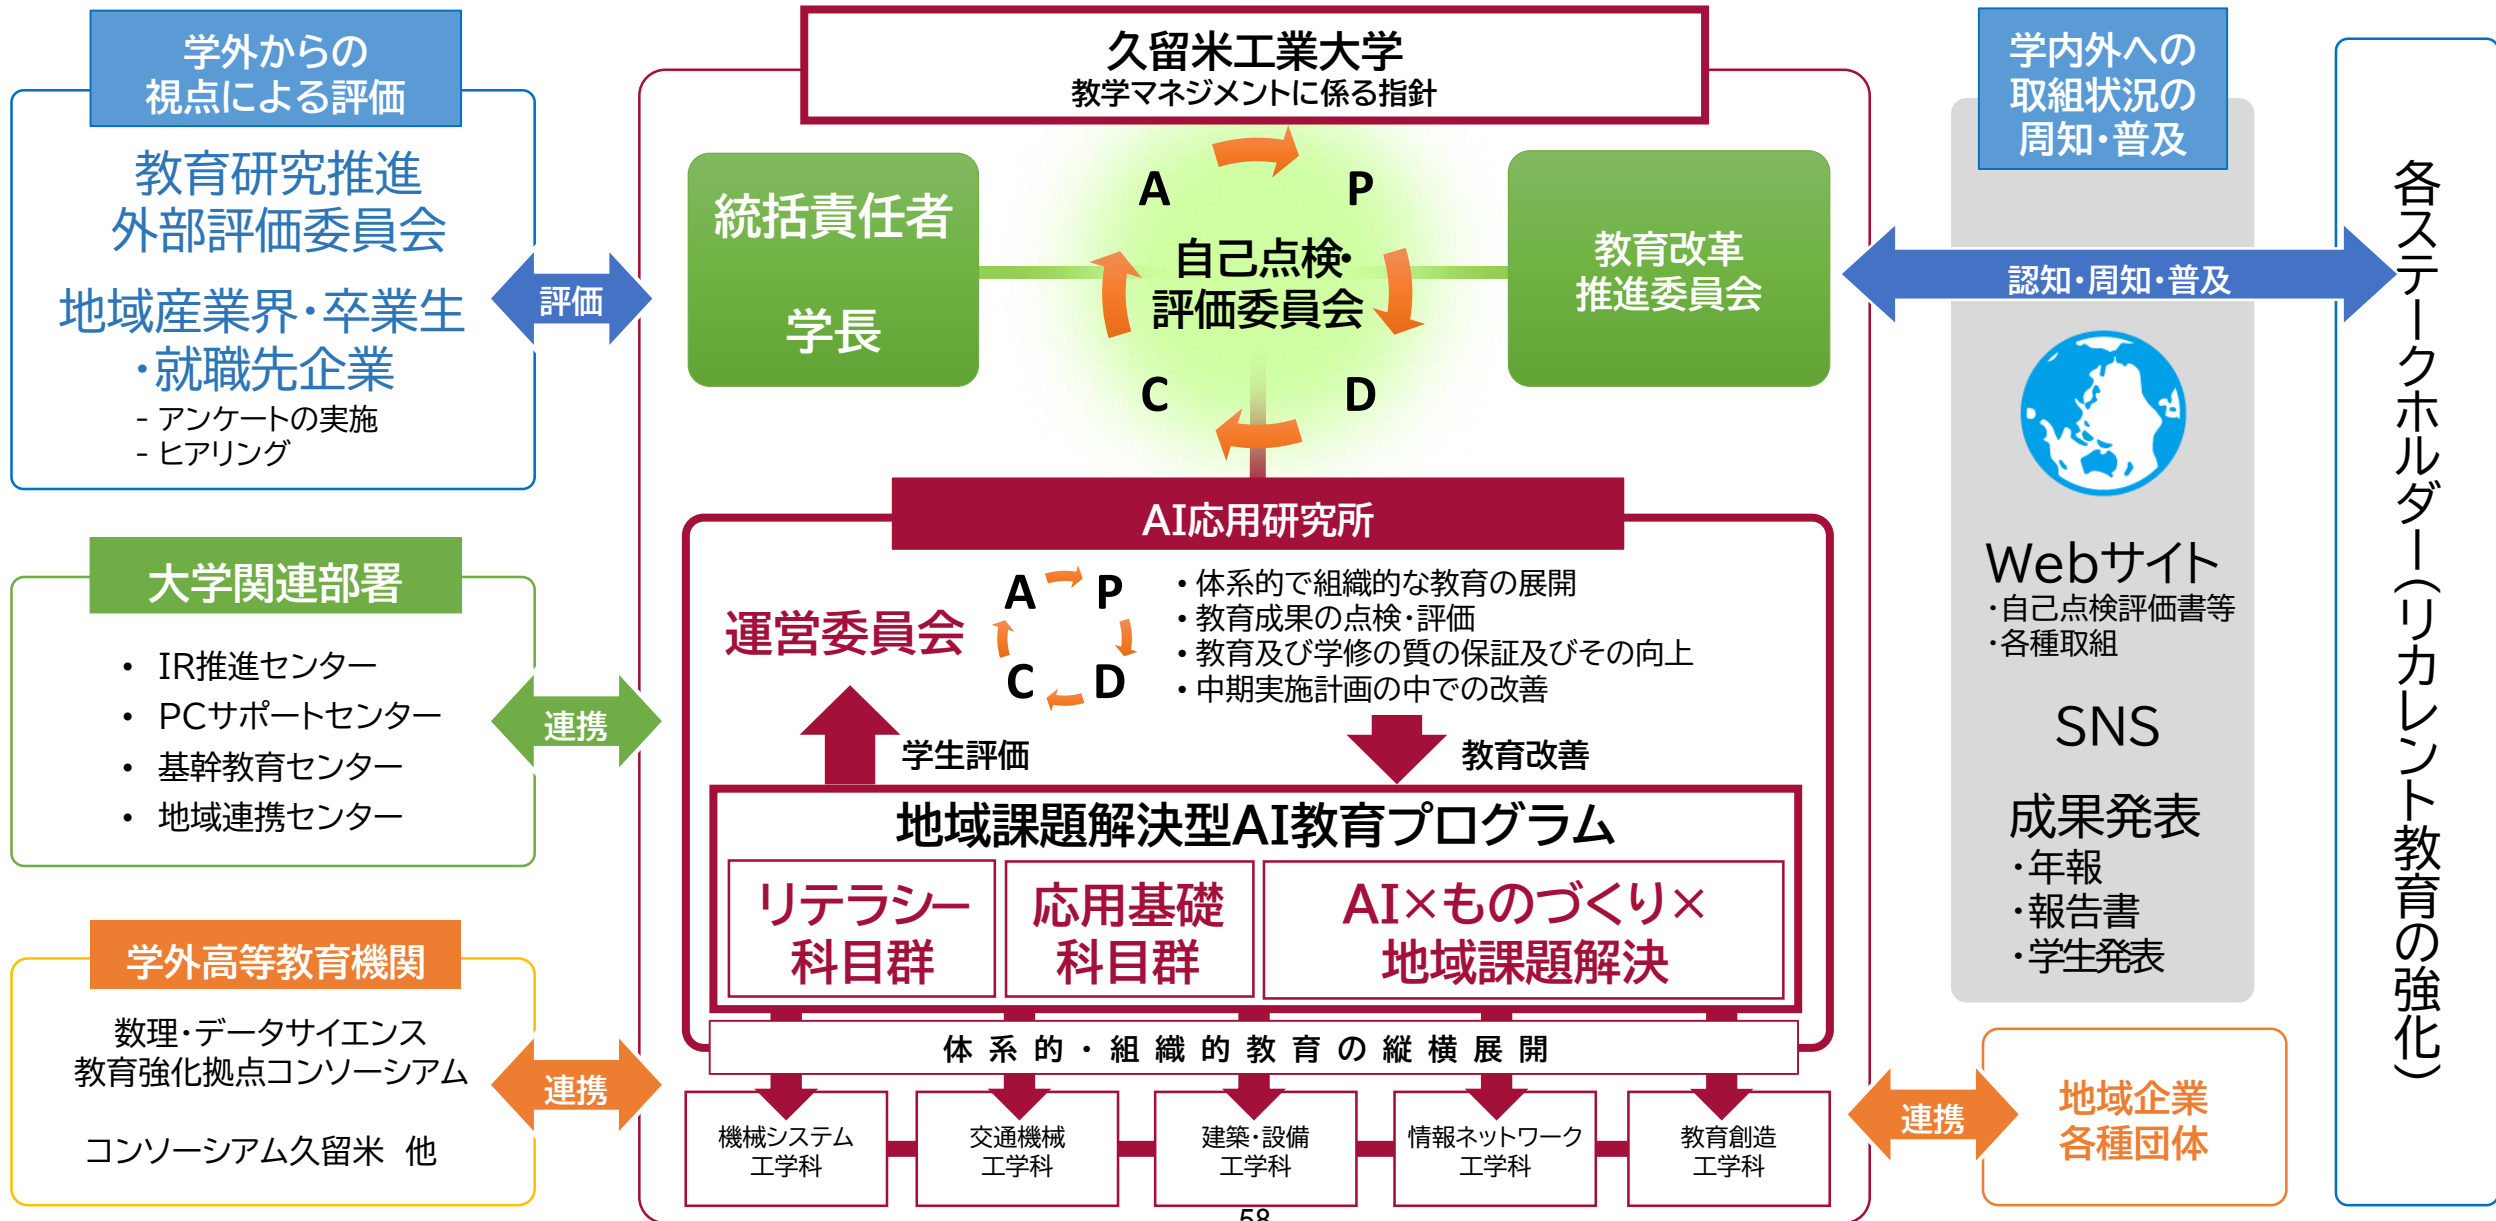 学外からの
視点による評価
教育研究推進
外部評価委員会
地域産業界・卒業生
・就職先企業
- アンケートの実施
- ヒアリング
評価
大学関連部署
• IR推進センター
• PCサポートセンター
• 基幹教育センター
• 地域連携センター
連携
学外高等教育機関
数理・データサイエンス
教育強化拠点コンソーシアム
コンソーシアム久留米 他
連携
久留米工業大学
教学マネジメントに係る指針
統括責任者
学長
A
P
自己点検・
評価委員会
C
D
教育改革
推進委員会
AI応用研究所
運営委員会
A
P
C
D
• 体系的で組織的な教育の展開
• 教育成果の点検・評価
• 教育及び学修の質の保証及びその向上
• 中期実施計画の中での改善
学生評価
教育改善
地域課題解決型AI教育プログラム
リテラシー
科目群
応用基礎
科目群
AI×ものづくり×
地域課題解決
体系的・組織的教育の縦横展開
機械システム
工学科
交通機械
工学科
建築・設備
工学科
情報ネットワーク
工学科
教育創造
工学科
58
学内外への
取組状況の
周知・普及
認知・周知・普及
Webサイト
・自己点検評価書等
・各種取組
SNS
成果発表
・年報
・報告書
・学生発表
連携
地域企業
各種団体
各ステークホルダー（リカレント教育の強化）